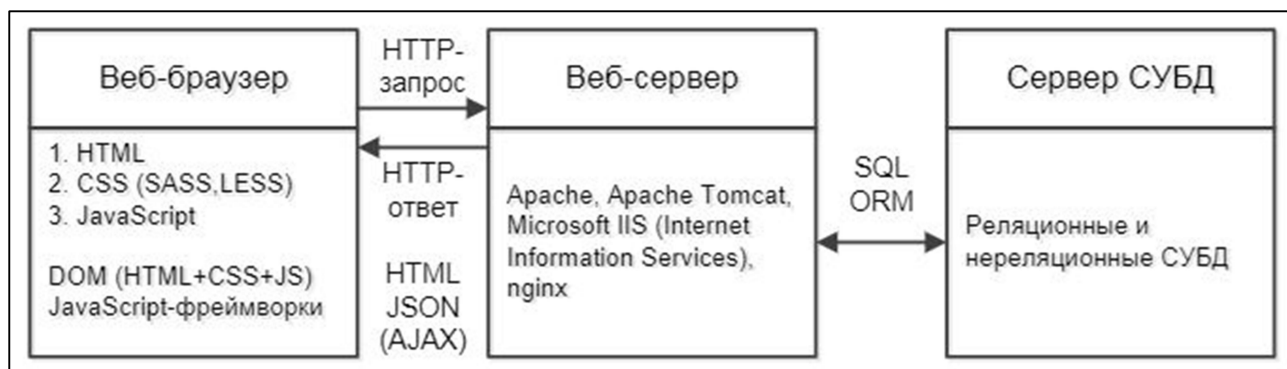 Веб-браузер
1. HTML
2. CSS (SASS,LESS)
3. JavaScript
DOM (HTML+CSS+JS)
JavaScript-фреймворки
HTTP-
запрос
HTTP-
ответ
HTML
JSON
(AJAX)
Веб-сервер
Apache, Apache Tomcat,
Microsoft IIS (Internet
Information Services),
nginx
SQL
ORM
Сервер СУБД
Реляционные и
нереляционные СУБД